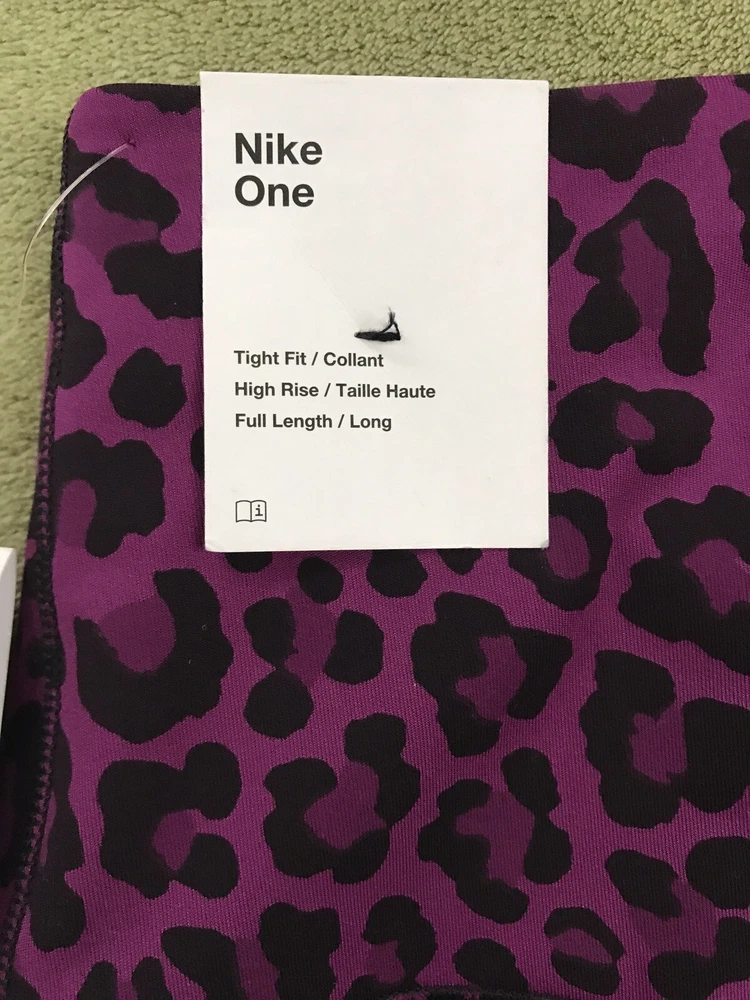 Nike
One
Tight Fit / Collant
High Rise / Taille Haute
Full Length / Long
i